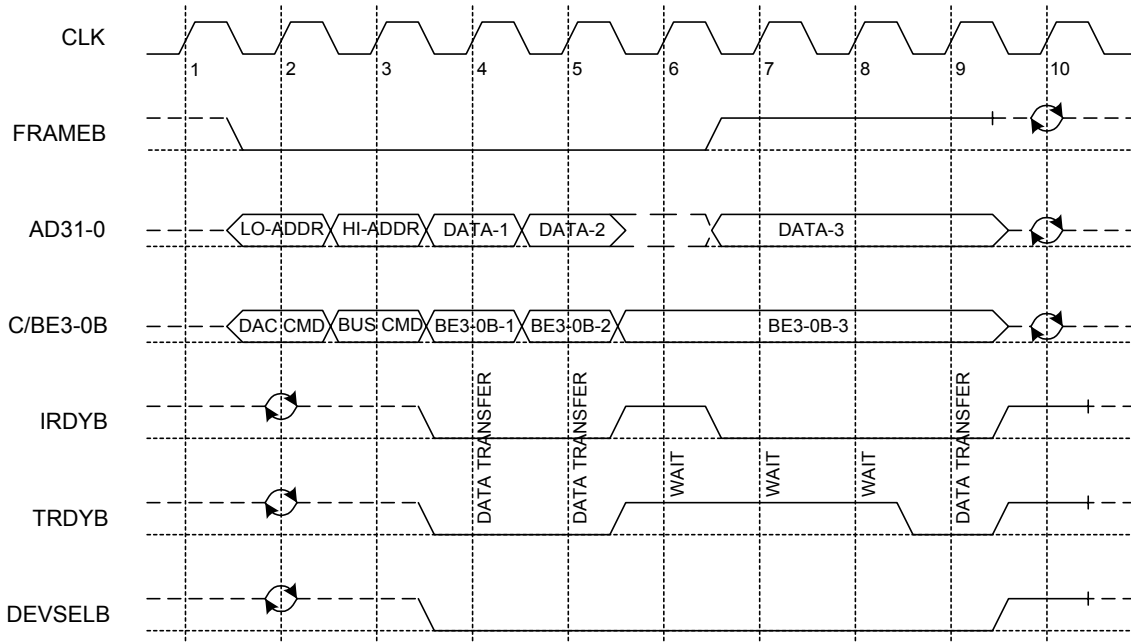 CLK
1 2 3 4 5 6 7 8 9 10
FRAMEB
AD31-0
LO-ADDR HI-ADDR DATA-1 DATA-2 DATA-3
C/BE3-0B
DAC CMD BUS CMD BE3-0B-1 BE3-0B-2 BE3-0B-3
IRDYB
TRDYB
DATA TRANSFER
DATA TRANSFER
WAIT
WAIT
WAIT
DATA TRANSFER
DEVSELB